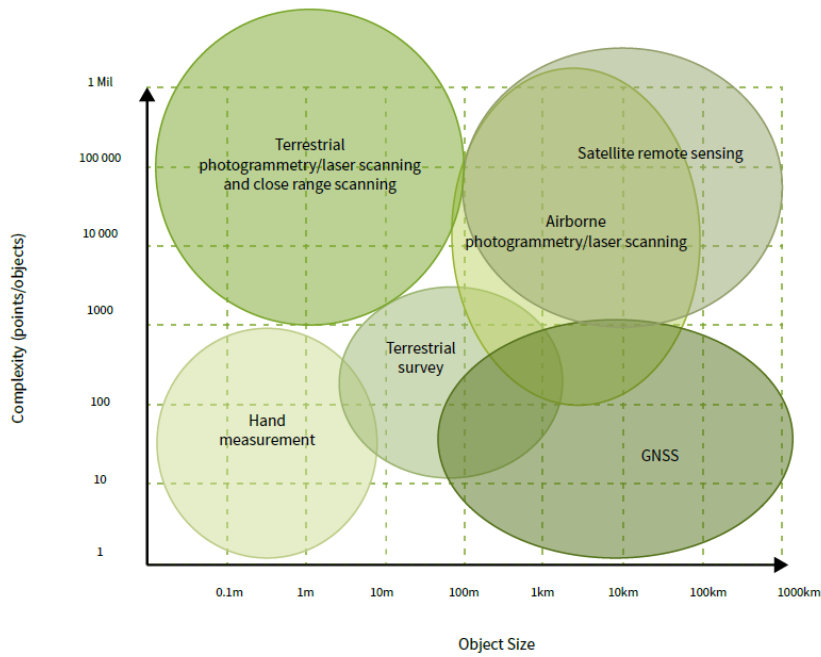 1 Mil
100 000
10 000
1000
100
10
1
Complexity (points/objects)
Terrestrial
photogrammetry/laser scanning
and close range scanning
Satellite remote sensing
Airborne
photogrammetry/laser scanning
Terrestrial
survey
Hand
measurement
GNSS
0.1m
1m
10m
100m
1km
10km
100km
1000km
Object Size